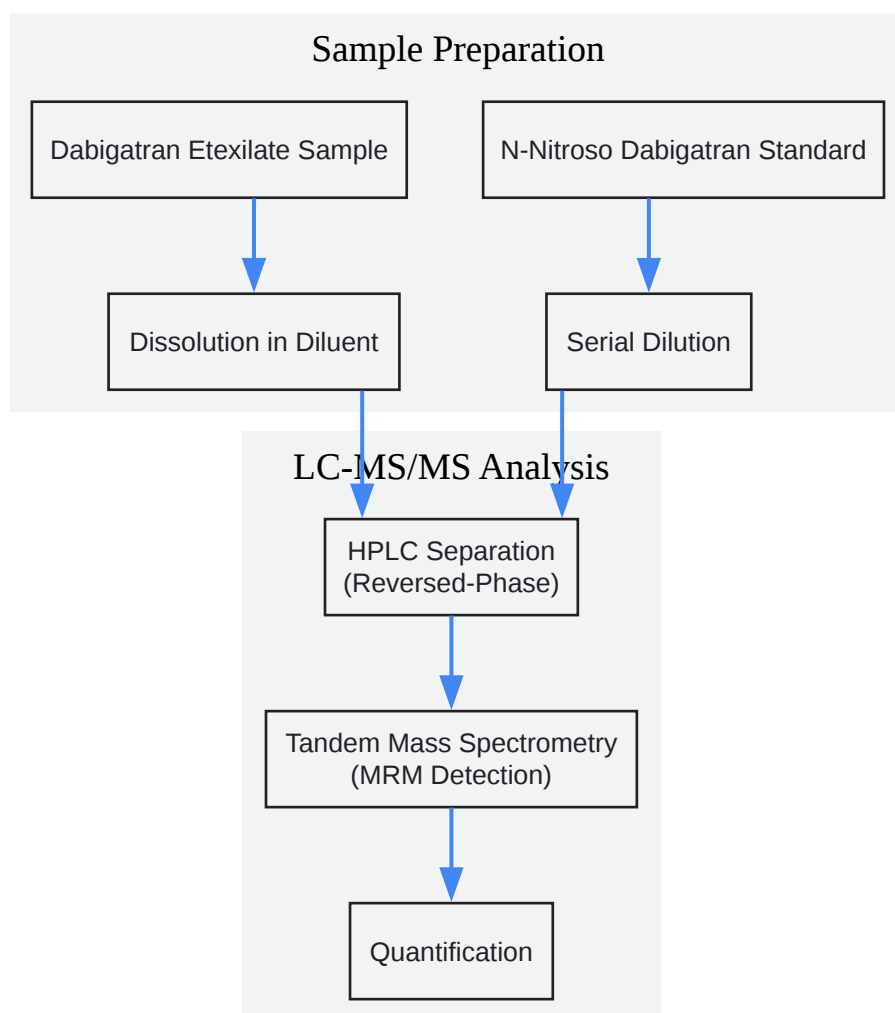 Sample Preparation
Dabigatran Etexilate Sample
N-Nitroso Dabigatran Standard
Dissolution in Diluent
Serial Dilution
LC-MS/MS Analysis
HPLC Separation
(Reversed-Phase)
Tandem Mass Spectrometry
(MRM Detection)
Quantification